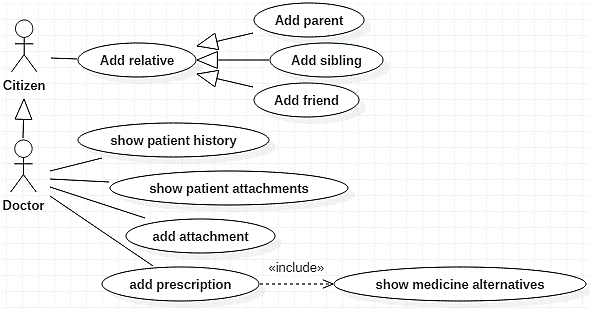 Add parent
Add relative
Add sibling
Citizen
Add friend
show patient history
show patient attachments
Doctor
add attachment
«include»
add prescription
show medicine alternatives